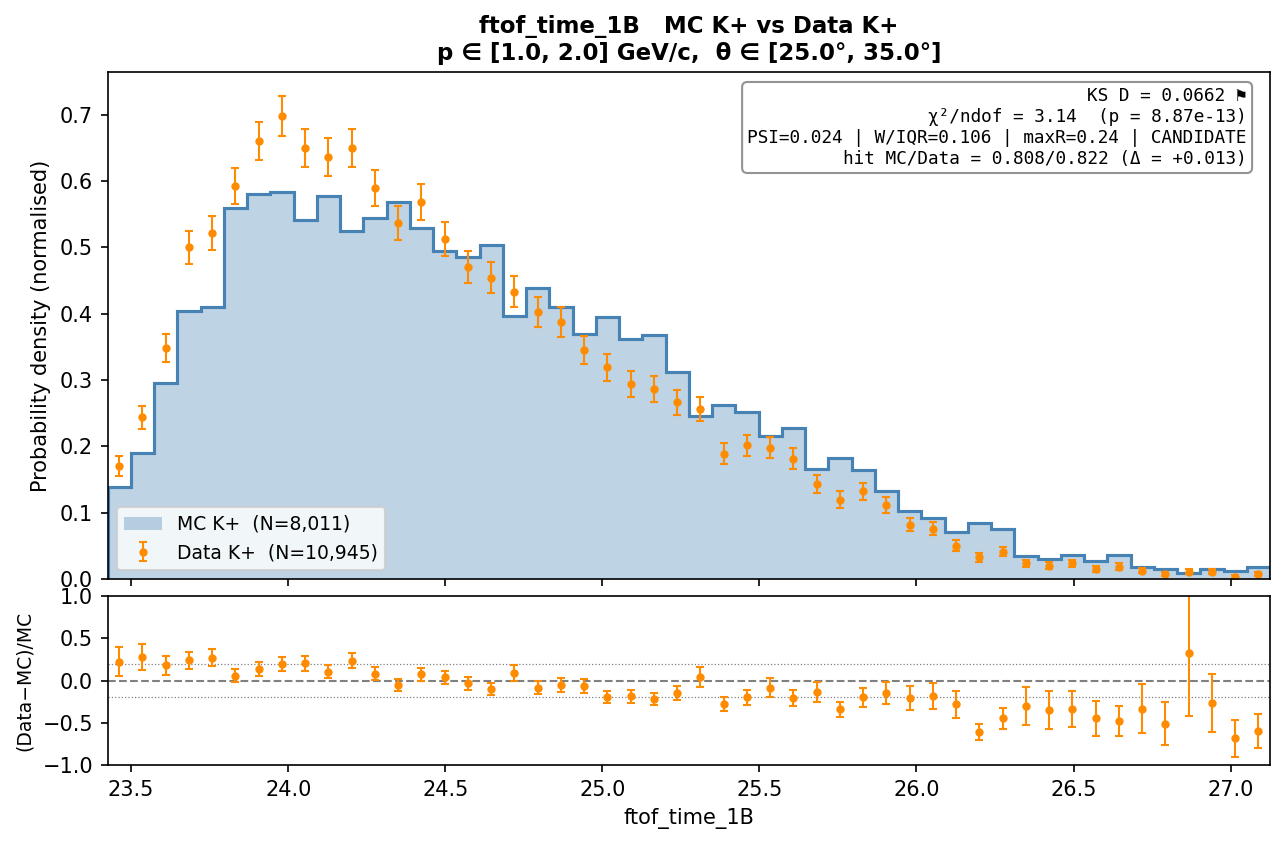 ftof_time_1B   MC K+ vs Data K+
p ∈ [1.0, 2.0] GeV/c,  θ ∈ [25.0°, 35.0°]
KS D = 0.0662 ⚑
χ²/ndof = 3.14  (p = 8.87e-13)
PSI=0.024 | W/IQR=0.106 | maxR=0.24 | CANDIDATE
hit MC/Data = 0.808/0.822 (Δ = +0.013)
Probability density (normalised)
0.7
0.6
0.5
0.4
0.3
0.2
0.1
0.0
MC K+  (N=8,011)
Data K+  (N=10,945)
(Data−MC)/MC
1.0
0.5
0.0
−0.5
−1.0
23.5 24.0 24.5 25.0 25.5 26.0 26.5 27.0
ftof_time_1B